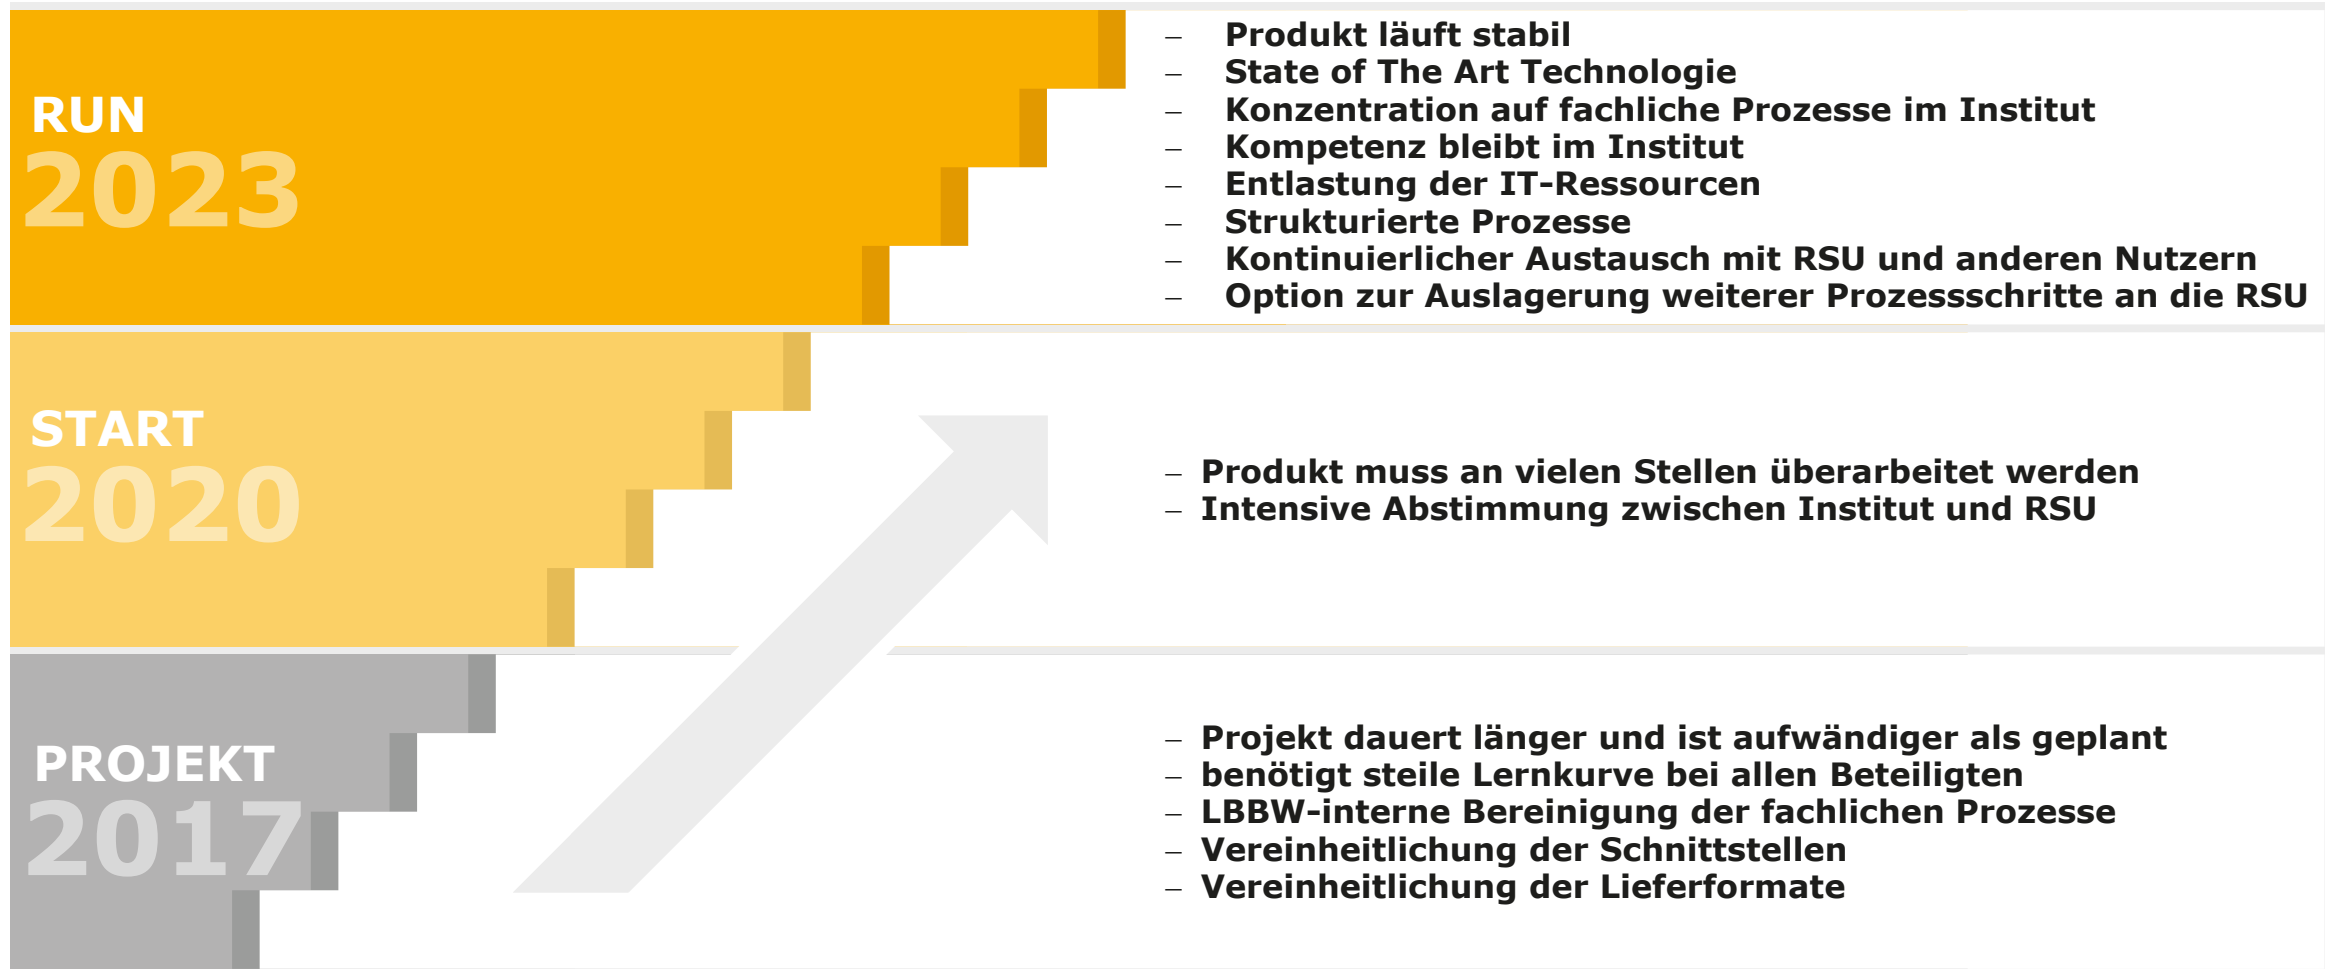 RUN
2023
– Produkt läuft stabil
– State of The Art Technologie
– Konzentration auf fachliche Prozesse im Institut
– Kompetenz bleibt im Institut
– Entlastung der IT-Ressourcen
– Strukturierte Prozesse
– Kontinuierlicher Austausch mit RSU und anderen Nutzern
– Option zur Auslagerung weiterer Prozessschritte an die RSU
START
2020
– Produkt muss an vielen Stellen überarbeitet werden
– Intensive Abstimmung zwischen Institut und RSU
PROJEKT
2017
– Projekt dauert länger und ist aufwändiger als geplant
– benötigt steile Lernkurve bei allen Beteiligten
– LBBW-interne Bereinigung der fachlichen Prozesse
– Vereinheitlichung der Schnittstellen
– Vereinheitlichung der Lieferformate